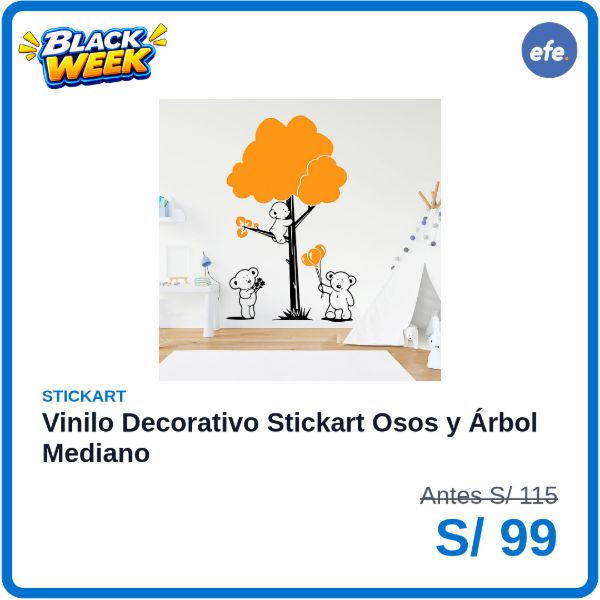 BLACK
WEEK
efe.
STICKART
Vinilo Decorativo Stickart Osos y Árbol
Mediano
Antes S/ 115
S/ 99